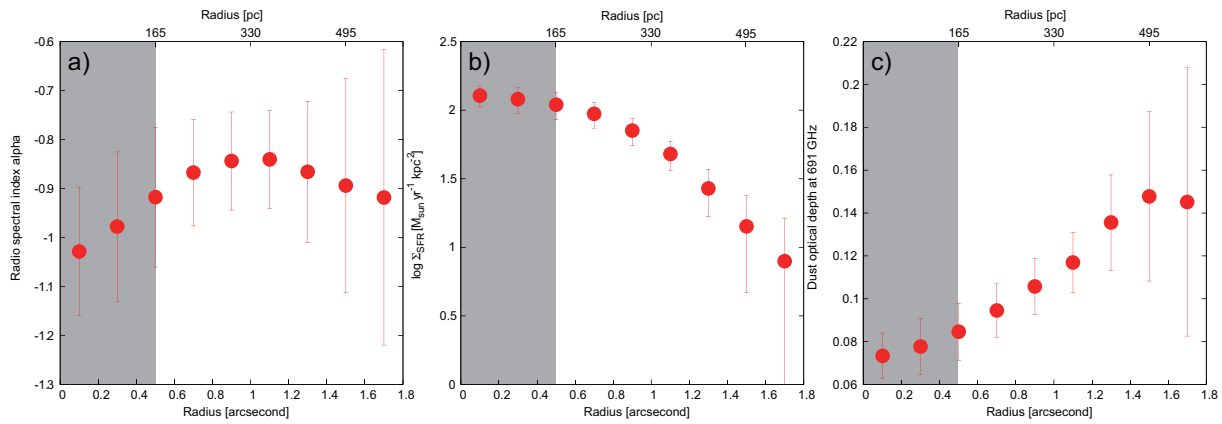 Radius [pc]
165 330 495
a)
-0.6
-0.7
-0.8
-0.9
-1
-1.1
-1.2
-1.3
Radio spectral index alpha
0 0.2 0.4 0.6 0.8 1 1.2 1.4 1.6 1.8
Radius [arcsecond]
Radius [pc]
165 330 495
b)
2.5
2
1.5
1
2.5
2
log Σ_SFR [M_sun yr^-1 kpc^-2]
0 0.2 0.4 0.6 0.8 1 1.2 1.4 1.6 1.8
Radius [arcsecond]
Radius [pc]
165 330 495
c)
0.22
0.2
0.18
0.16
0.14
0.12
0.1
0.08
0.06
Dust optical depth at 691 GHz
0 0.2 0.4 0.6 0.8 1 1.2 1.4 1.6 1.8
Radius [arcsecond]